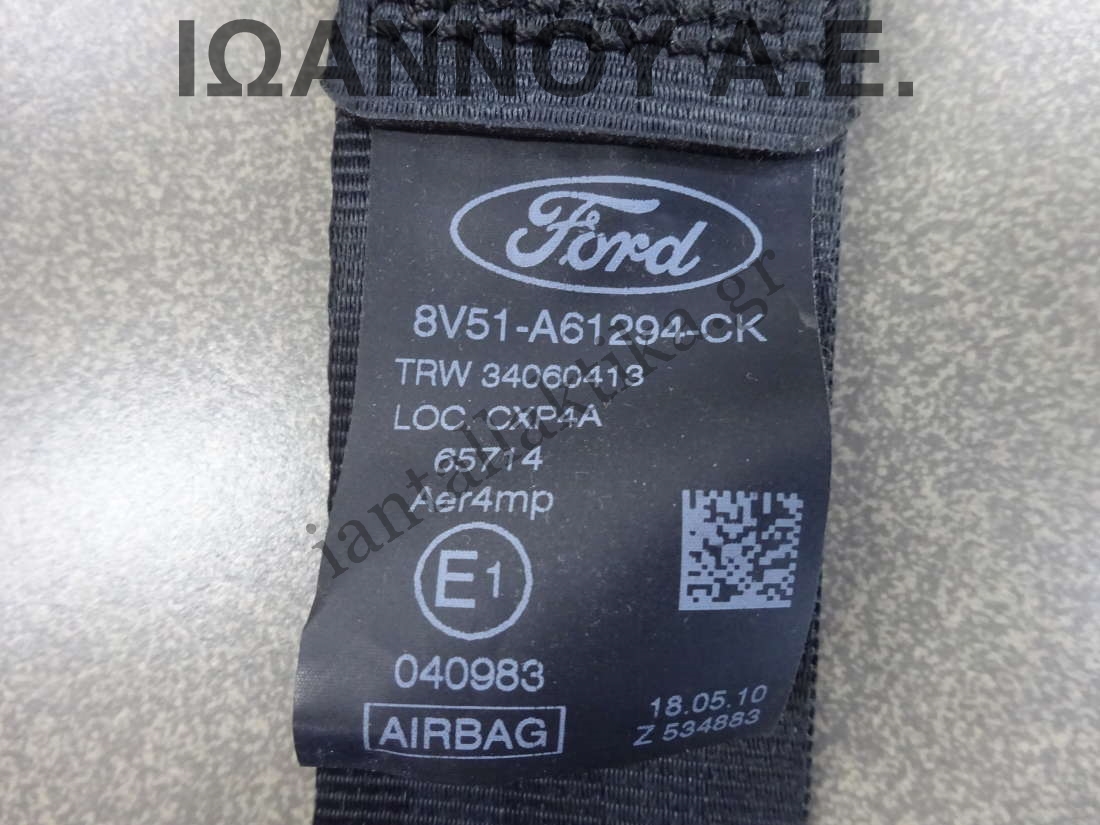 ΙΩΑΝΝΟΥ Α.Ε.
Ford
8V51-A61294-CK
TRW 34060413
LOC. CXP4A
65714
Aer4mp
E1
040983
AIRBAG
18.05.10
Z 534883
iantallaktika.gr